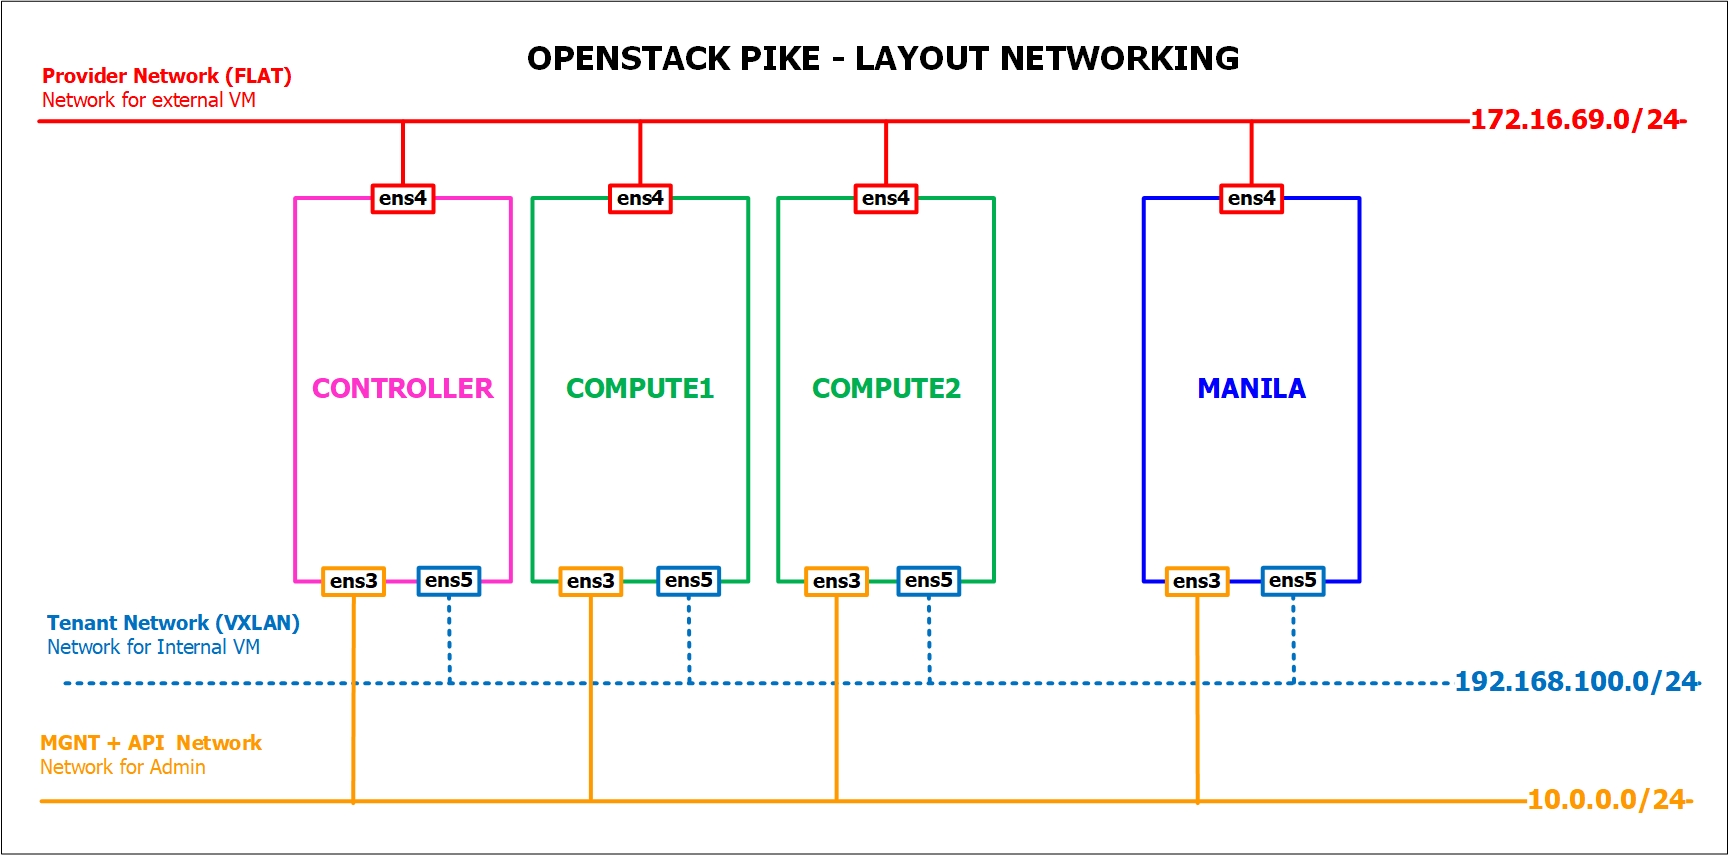 OPENSTACK PIKE - LAYOUT NETWORKING
Provider Network (FLAT)
Network for external VM
172.16.69.0/24
ens4
ens4
ens4
ens4
CONTROLLER
COMPUTE1
COMPUTE2
MANILA
ens3
ens5
ens3
ens5
ens3
ens5
ens3
ens5
Tenant Network (VXLAN)
Network for Internal VM
192.168.100.0/24
MGNT + API  Network
Network for Admin
10.0.0.0/24